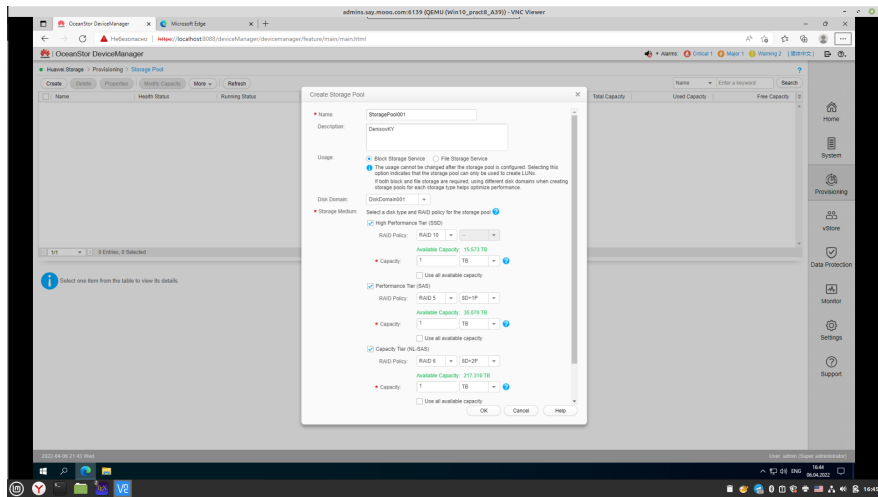 admins.say.mooo.com:6139 (QEMU (Win10_pract8_A39)) - VNC Viewer
OceanStor DeviceManager
Microsoft Edge
Небезопасно | https://localhost:8088/deviceManager/devicemanager/feature/main/main.html
OceanStor DeviceManager
Alarms: Critical 1 Major 1 Warning 2
Huawei.Storage > Provisioning > Storage Pool
Create Delete Properties Modify Capacity More Refresh
Name Enter a keyword Search
Name Health Status Running Status Total Capacity Used Capacity Free Capacity
Create Storage Pool
* Name: StoragePool001
Description: DenisovKY
Usage: Block Storage Service File Storage Service
The usage cannot be changed after the storage pool is configured. Selecting this
option indicates that the storage pool can only be used to create LUNs.
If both block and file storage are required, using different disk domains when creating
storage pools for each storage type helps optimize performance.
Disk Domain: DiskDomain001
* Storage Medium: Select a disk type and RAID policy for the storage pool
High Performance Tier (SSD)
RAID Policy: RAID 10 --
Available Capacity: 15.573 TB
* Capacity: 1 TB
Use all available capacity
Performance Tier (SAS)
RAID Policy: RAID 5 8D+1P
Available Capacity: 35.078 TB
* Capacity: 1 TB
Use all available capacity
Capacity Tier (NL-SAS)
RAID Policy: RAID 6 8D+2P
Available Capacity: 217.316 TB
* Capacity: 1 TB
Use all available capacity
OK Cancel Help
1/1 0 Entries, 0 Selected
Select one item from the table to view its details.
Home
System
Provisioning
vStore
Data Protection
Monitor
Settings
Support
2022-04-06 21:45 Wed
User: admin (Super administrator)
ENG
16:44
06.04.2022
16:45